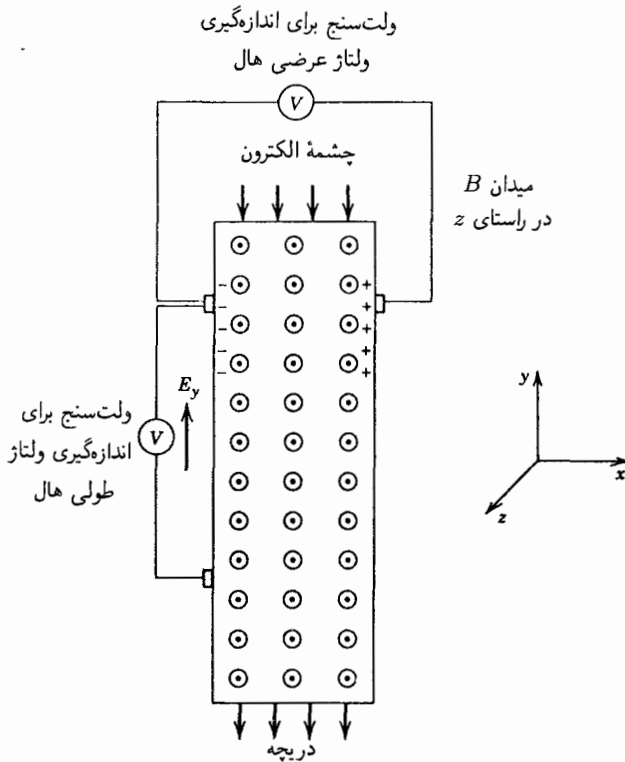 ولت‌سنج برای اندازه‌گیری
ولتاژ عرضی هال
V
چشمهٔ الکترون
میدان B
در راستای z
E_y
ولت‌سنج برای
اندازه‌گیری ولتاژ
طولی هال
V
y
x
z
دریچه